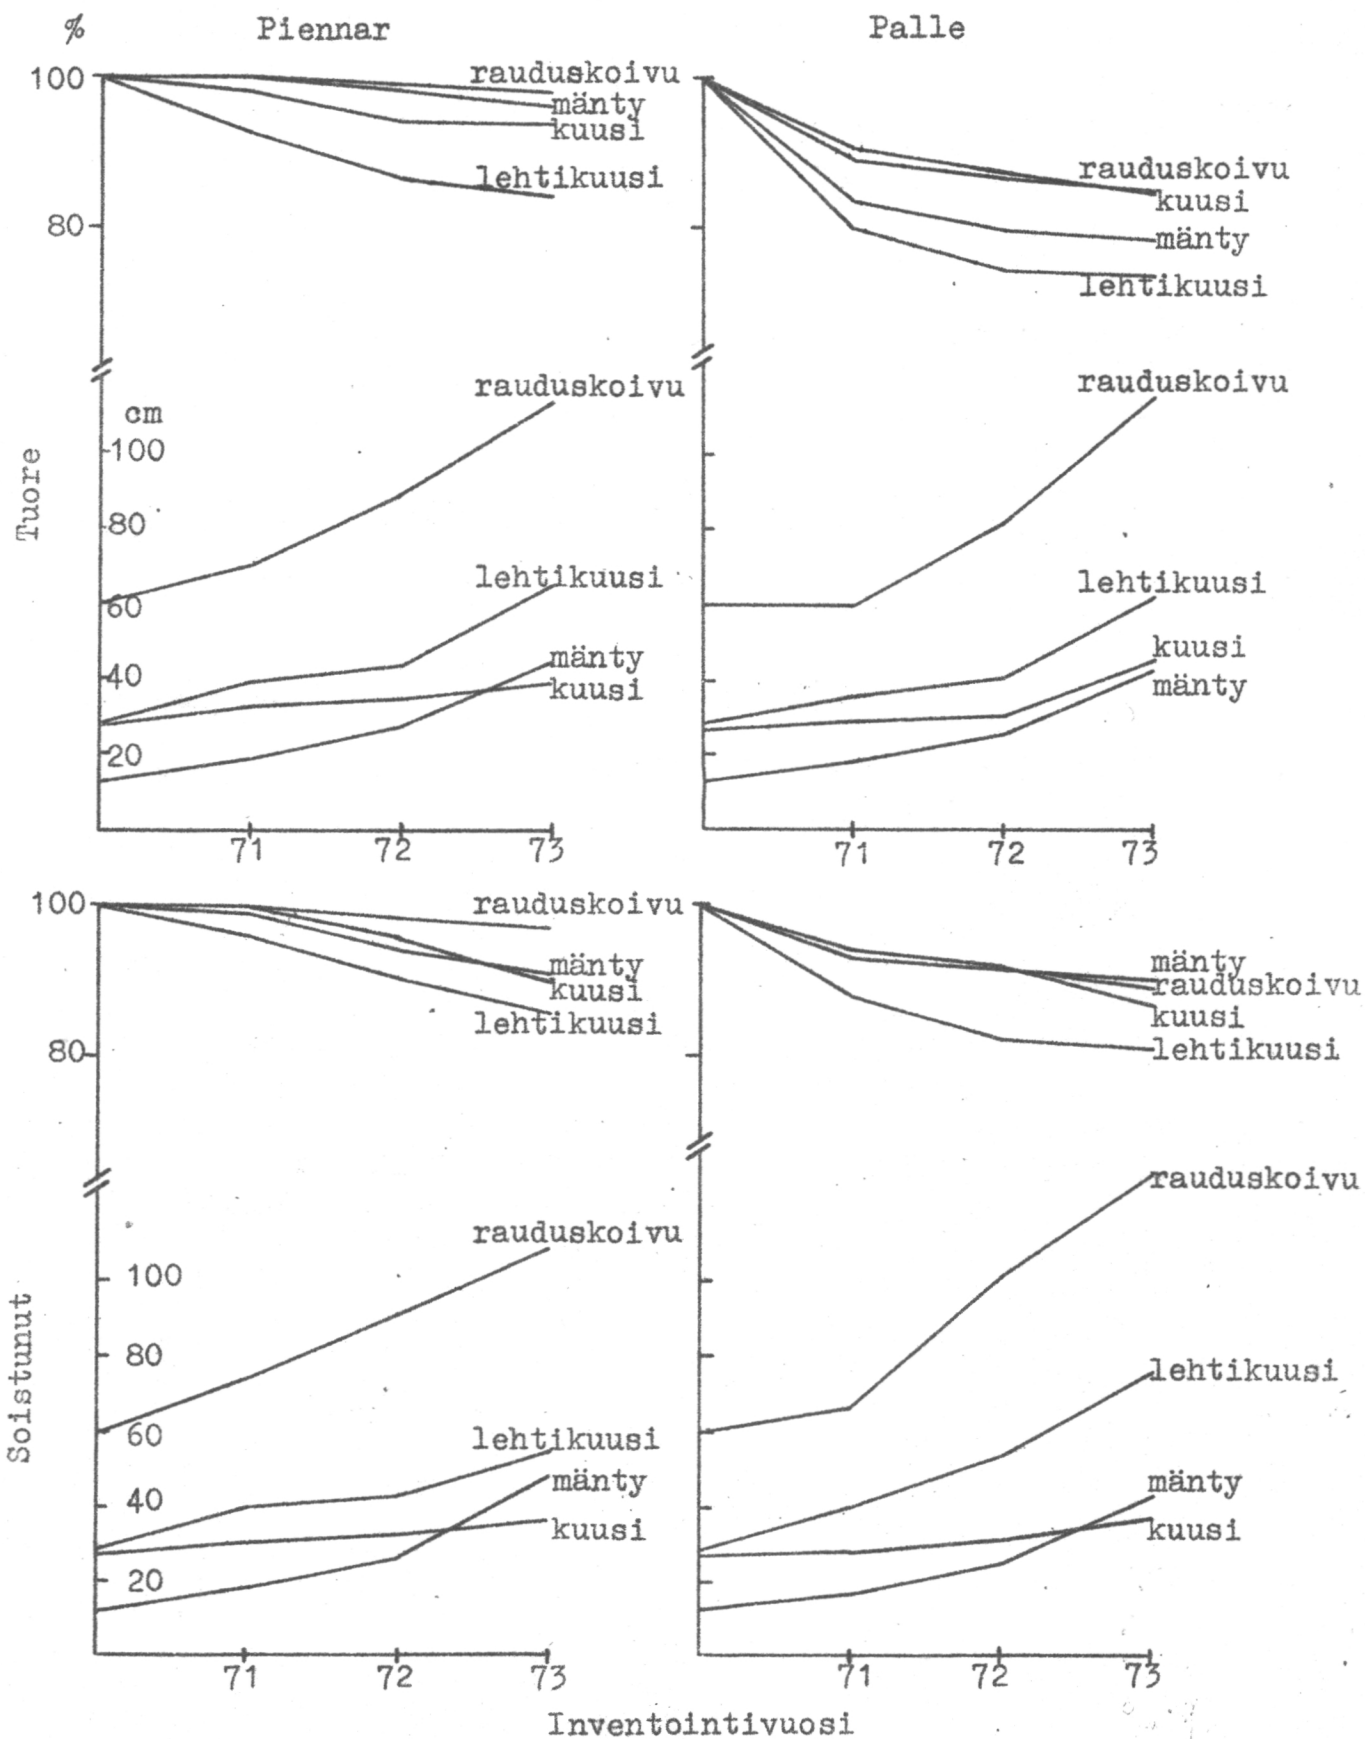 % Piennar Palle
100
rauduskoivu
mänty
kuusi
lehtikuusi
80
rauduskoivu
kuusi
mänty
lehtikuusi
Tuore
cm
100
80
60
40
20
rauduskoivu
lehtikuusi
mänty
kuusi
71 72 73
rauduskoivu
lehtikuusi
kuusi
mänty
71 72 73
Soistunut
100
80
rauduskoivu
mänty
kuusi
lehtikuusi
mänty
rauduskoivu
kuusi
lehtikuusi
100
80
60
40
20
rauduskoivu
lehtikuusi
mänty
kuusi
71 72 73
rauduskoivu
lehtikuusi
mänty
kuusi
71 72 73
Inventointivuosi